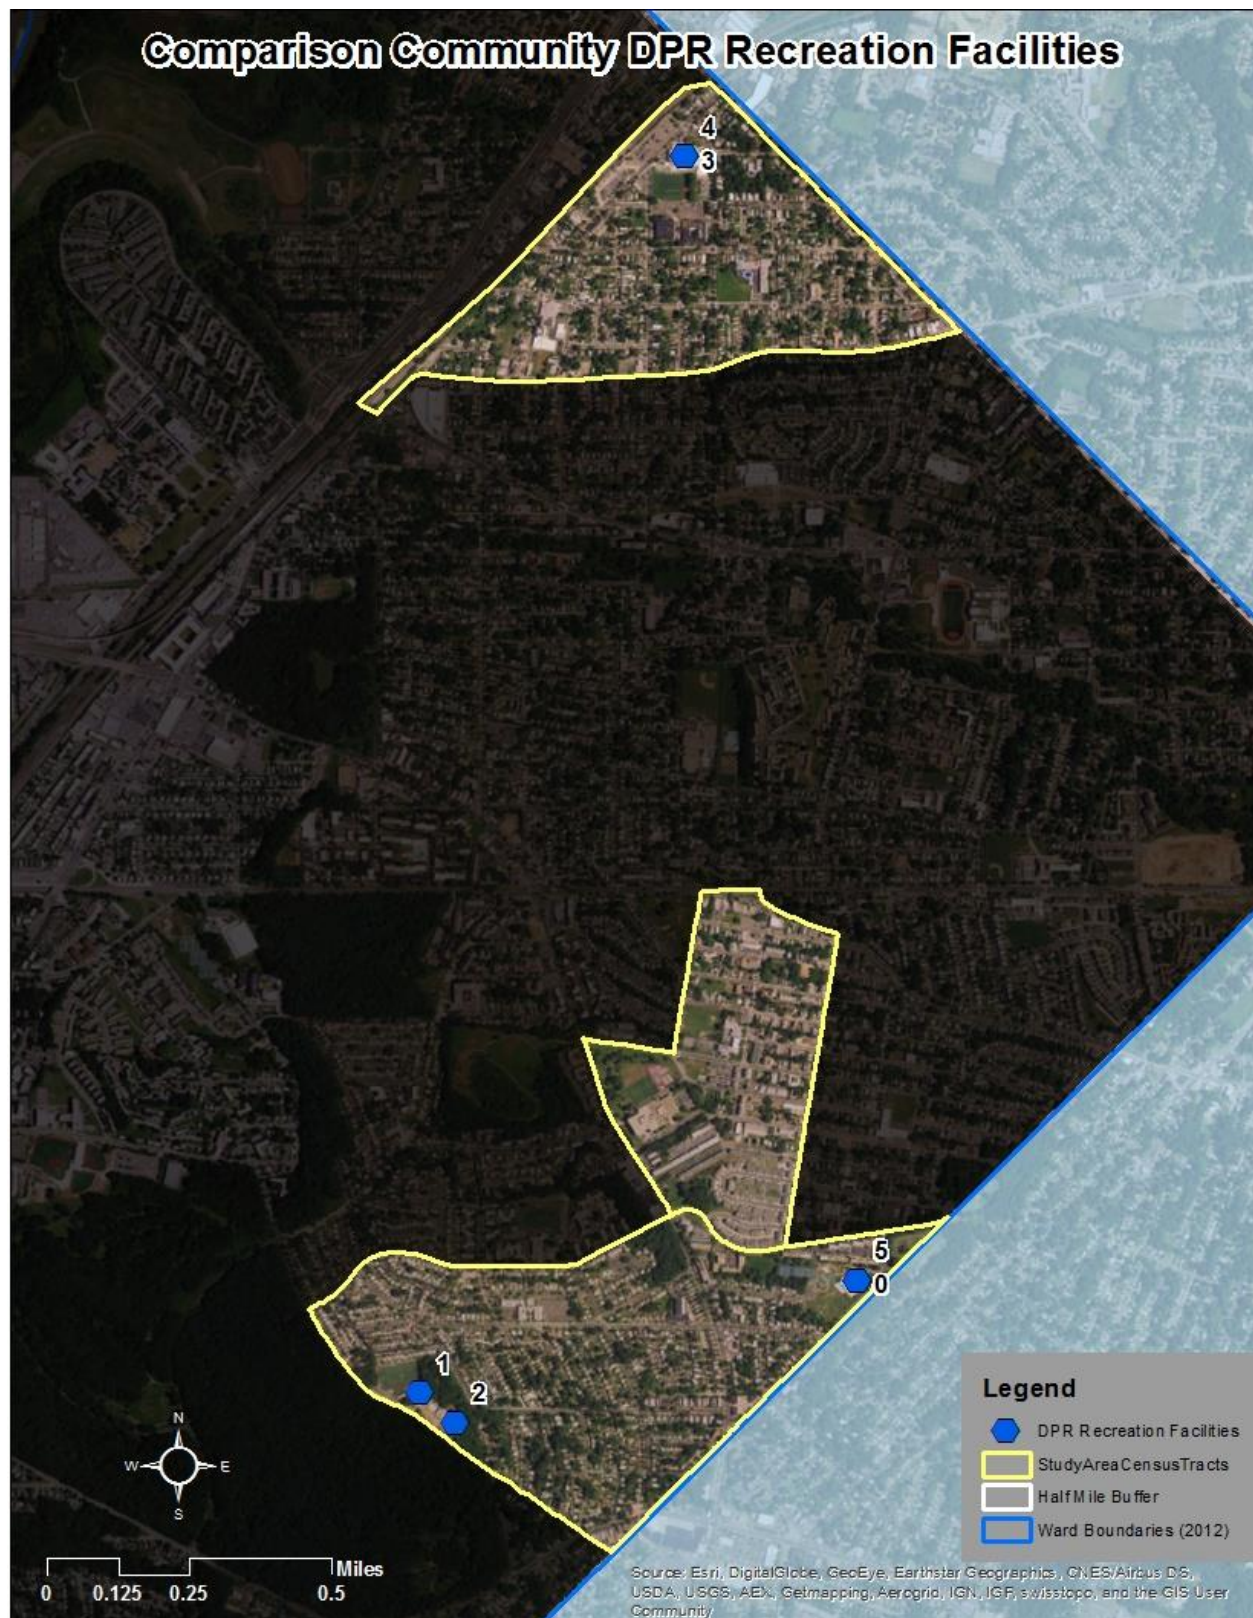 Comparison Community DPR Recreation Facilities
4
3
5
0
1
2
Legend
DPR Recreation Facilities
StudyAreaCensusTracts
Half Mile Buffer
Ward Boundaries (2012)
N
W E
S
Miles
0 0.125 0.25 0.5
Source: Esri, DigitalGlobe, GeoEye, Earthstar Geographics, CNES/Airbus DS,
USDA, USGS, AEX, Getmapping, Aerogrid, IGN, IGP, swisstopo, and the GIS User
Community